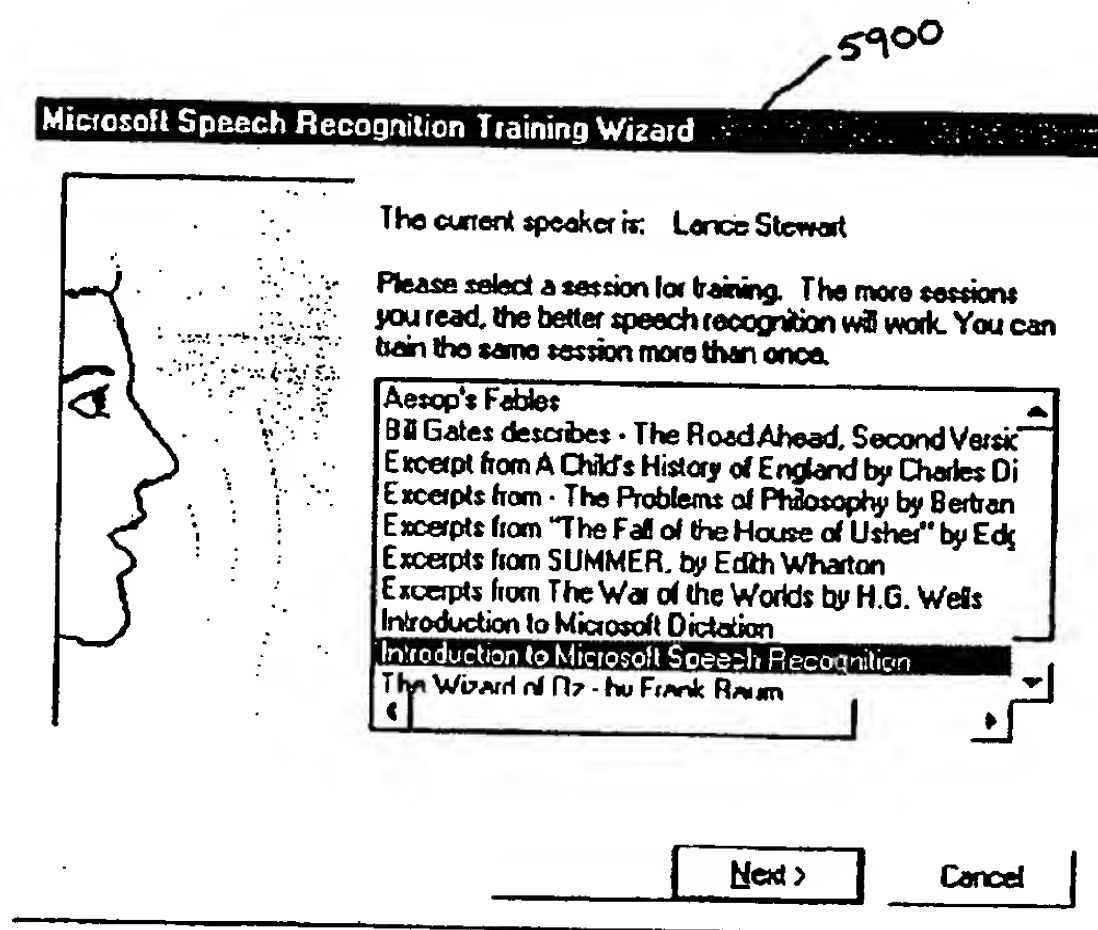 5900
Microsoft Speech Recognition Training Wizard
The current speaker is: Lance Stewart
Please select a session for training. The more sessions
you read, the better speech recognition will work. You can
train the same session more than once.
Aesop's Fables
Bill Gates describes - The Road Ahead, Second Versic
Excerpt from A Child's History of England by Charles Di
Excerpts from - The Problems of Philosophy by Bertran
Excerpts from "The Fall of the House of Usher" by Edg
Excerpts from SUMMER, by Edith Wharton
Excerpts from The War of the Worlds by H.G. Wells
Introduction to Microsoft Dictation
Introduction to Microsoft Speech Recognition
The Wizard of Oz - by Frank Baum
Next > Cancel